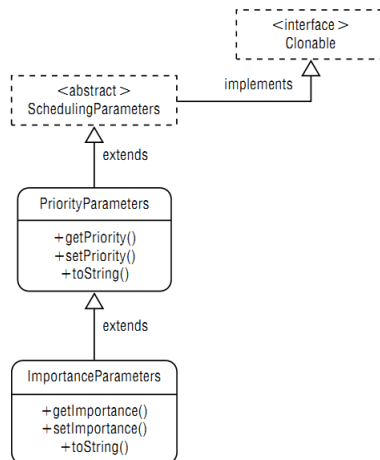 <interface>
Clonable
<abstract>
SchedulingParameters
implements
extends
PriorityParameters
+getPriority()
+setPriority()
+toString()
extends
ImportanceParameters
+getImportance()
+setImportance()
+toString()